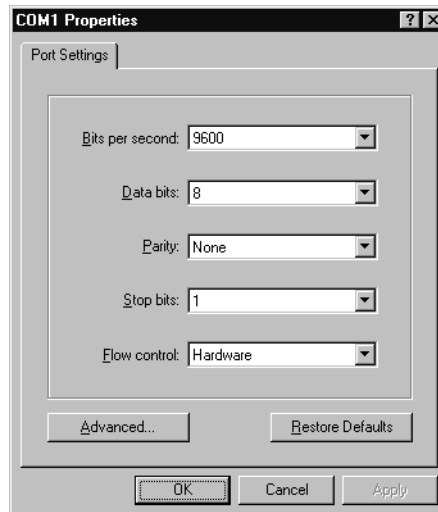 COM1 Properties
Port Settings
Bits per second: 9600
Data bits: 8
Parity: None
Stop bits: 1
Flow control: Hardware
Advanced... Restore Defaults
OK Cancel Apply